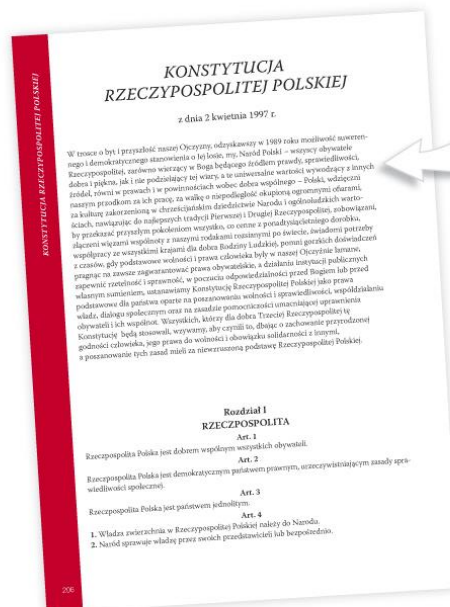 KONSTYTUCJA RZECZYPOSPOLITEJ POLSKIEJ
KONSTYTUCJA
RZECZYPOSPOLITEJ POLSKIEJ
z dnia 2 kwietnia 1997 r.
W trosce o byt i przyszłość naszej Ojczyzny, odzyskawszy w 1989 roku możliwość suweren-
nego i demokratycznego stanowienia o Jej losie, my, Naród Polski – wszyscy obywatele
Rzeczypospolitej, zarówno wierzący w Boga będącego źródłem prawdy, sprawiedliwości,
dobra i piękna, jak i nie podzielający tej wiary, a te uniwersalne wartości wywodzący z innych
źródeł, równi w prawach i w powinnościach wobec dobra wspólnego – Polski, wdzięczni
naszym przodkom za ich pracę, za walkę o niepodległość okupioną ogromnymi ofiarami,
za kulturę zakorzenioną w chrześcijańskim dziedzictwie Narodu i ogólnoludzkich warto-
ściach, nawiązując do najlepszych tradycji Pierwszej i Drugiej Rzeczypospolitej, zobowiązani,
by przekazać przyszłym pokoleniom wszystko, co cenne z ponadtysiącletniego dorobku,
złączeni więzami wspólnoty z naszymi rodakami rozsianymi po świecie, świadomi potrzeby
współpracy ze wszystkimi krajami dla dobra Rodziny Ludzkiej, pomni gorzkich doświadczeń
z czasów, gdy podstawowe wolności i prawa człowieka były w naszej Ojczyźnie łamane,
pragnąc na zawsze zagwarantować prawa obywatelskie, a działaniu instytucji publicznych
zapewnić rzetelność i sprawność, w poczuciu odpowiedzialności przed Bogiem lub przed
własnym sumieniem, ustanawiamy Konstytucję Rzeczypospolitej Polskiej jako prawa
podstawowe dla państwa oparte na poszanowaniu wolności i sprawiedliwości, współdziałaniu
władz, dialogu społecznym oraz na zasadzie pomocniczości umacniającej uprawnienia
obywateli i ich wspólnot. Wszystkich, którzy dla dobra Trzeciej Rzeczypospolitej tę
Konstytucję będą stosowali, wzywamy, aby czynili to, dbając o zachowanie przyrodzonej
godności człowieka, jego prawa do wolności i obowiązku solidarności z innymi,
a poszanowanie tych zasad mieli za niewzruszoną podstawę Rzeczypospolitej Polskiej.
Rozdział I
RZECZPOSPOLITA
Art. 1
Rzeczpospolita Polska jest dobrem wspólnym wszystkich obywateli.
Art. 2
Rzeczpospolita Polska jest demokratycznym państwem prawnym, urzeczywistniającym zasady spra-
wiedliwości społecznej.
Art. 3
Rzeczpospolita Polska jest państwem jednolitym.
Art. 4
1. Władza zwierzchnia w Rzeczypospolitej Polskiej należy do Narodu.
2. Naród sprawuje władzę przez swoich przedstawicieli lub bezpośrednio.
206